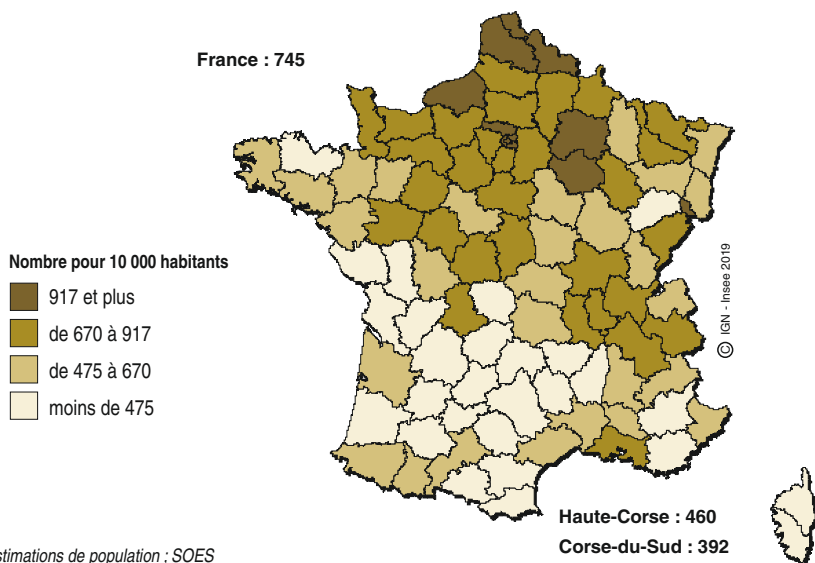 France : 745
Nombre pour 10 000 habitants
917 et plus
de 670 à 917
de 475 à 670
moins de 475
© IGN - Insee 2019
Haute-Corse : 460
Corse-du-Sud : 392
stimations de population ; SOES